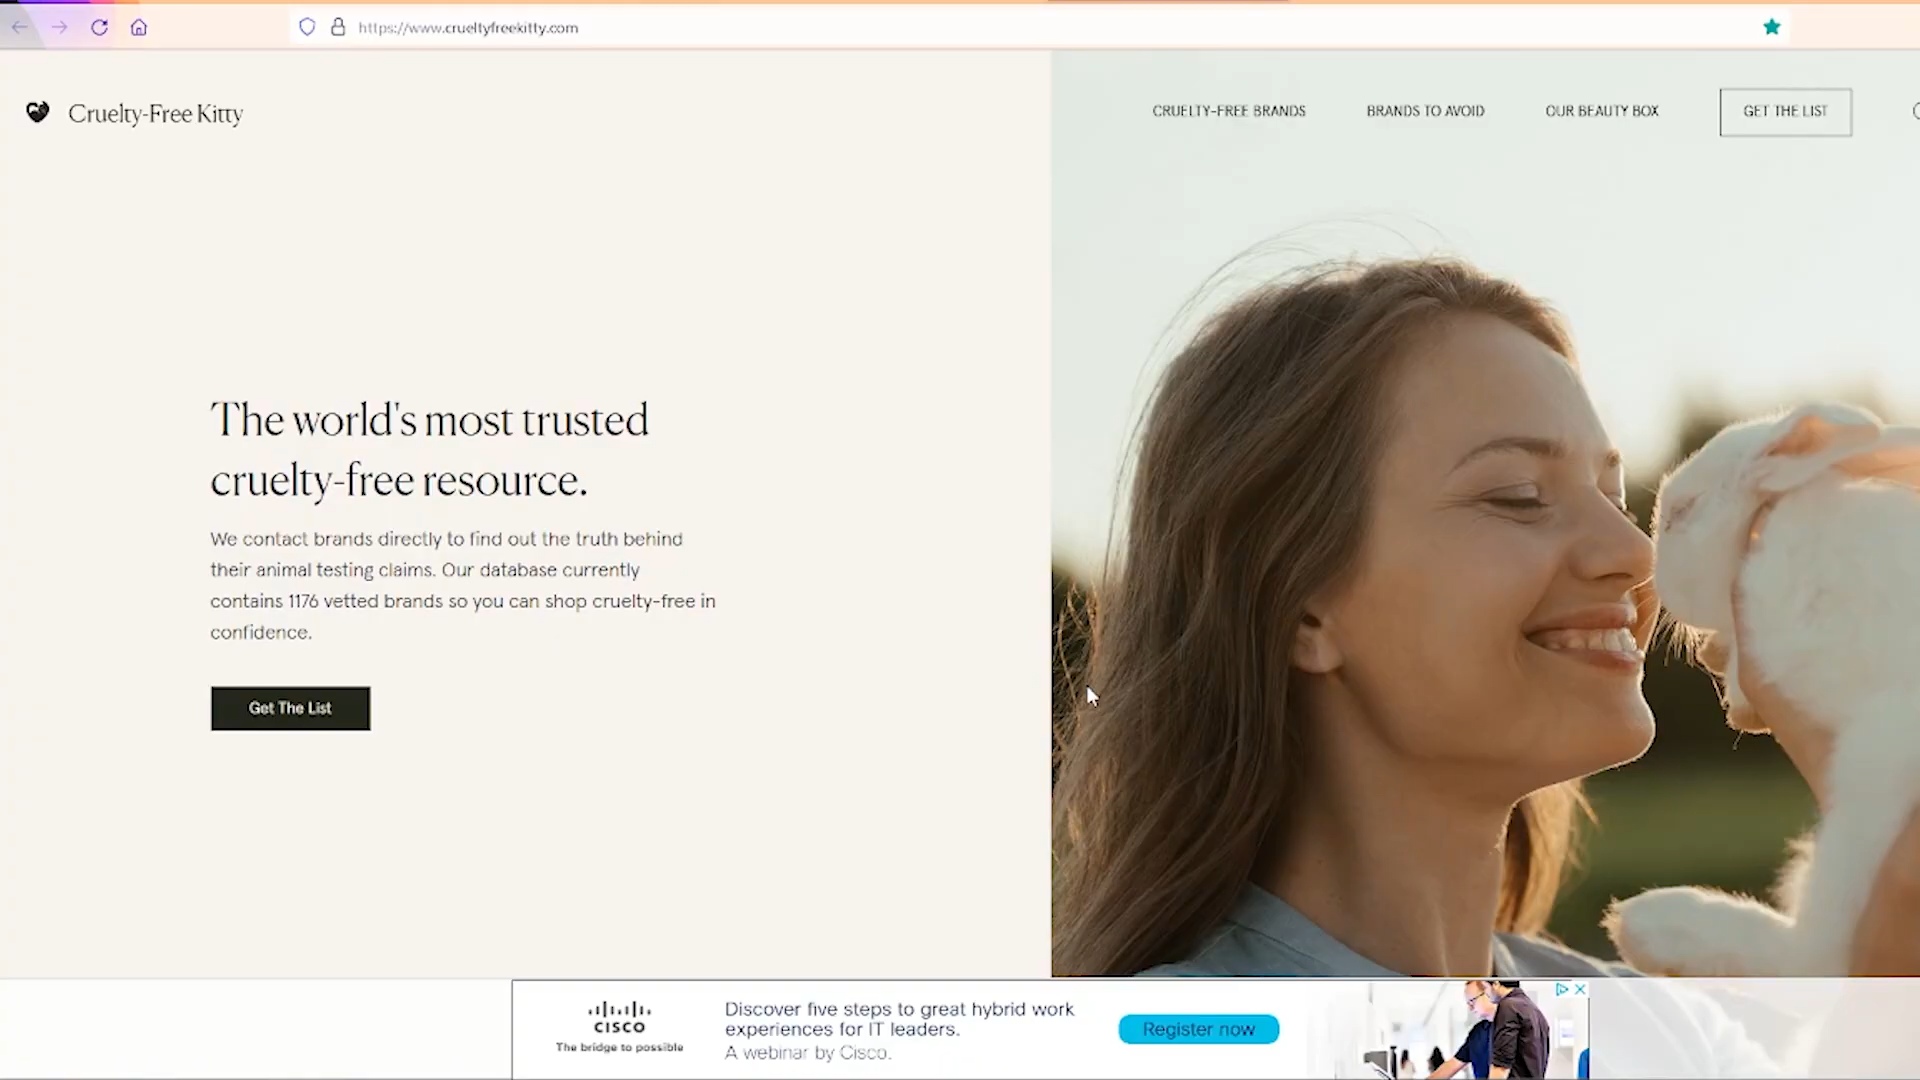 https://www.crueltyfreekitty.com
Cruelty-Free Kitty
CRUELTY-FREE BRANDS
BRANDS TO AVOID
OUR BEAUTY BOX
GET THE LIST
The world's most trusted
cruelty-free resource.
We contact brands directly to find out the truth behind
their animal testing claims. Our database currently
contains 1176 vetted brands so you can shop cruelty-free in
confidence.
Get The List
CISCO
The bridge to possible
Discover five steps to great hybrid work
experiences for IT leaders.
A webinar by Cisco.
Register now